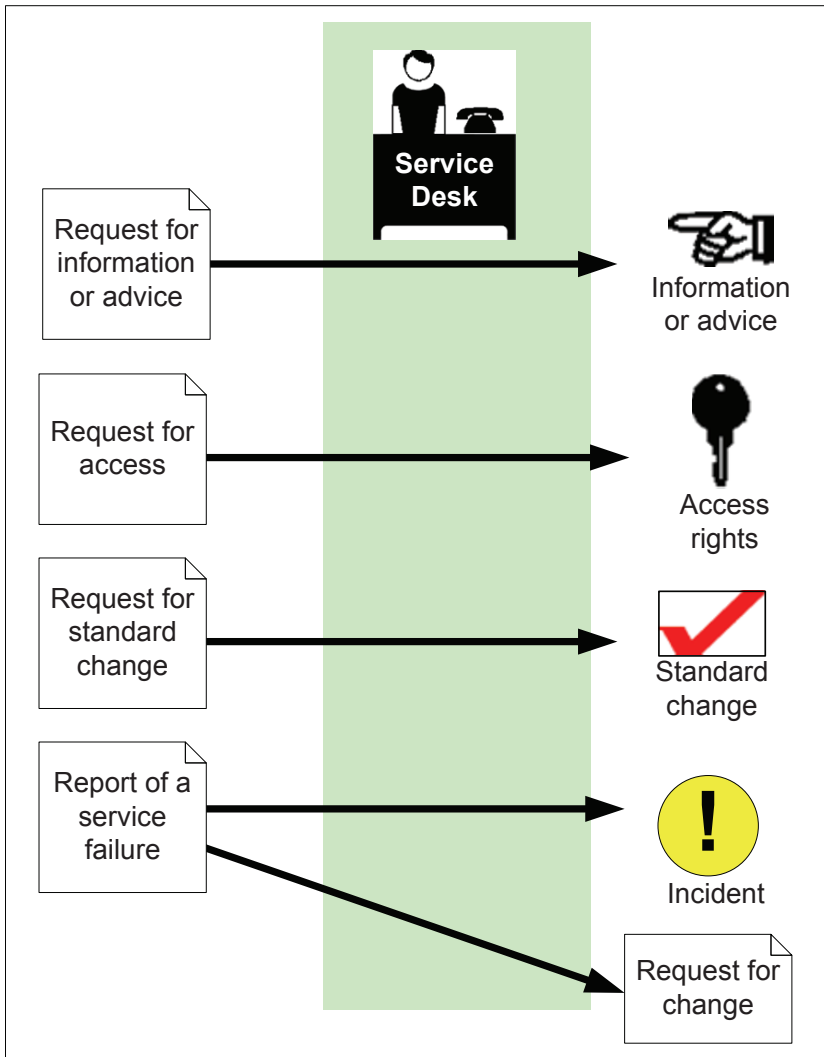 Service
Desk
Request for
information
or advice
Information
or advice
Request for
access
Access
rights
Request for
standard
change
Standard
change
Report of a
service
failure
!
Incident
Request for
change